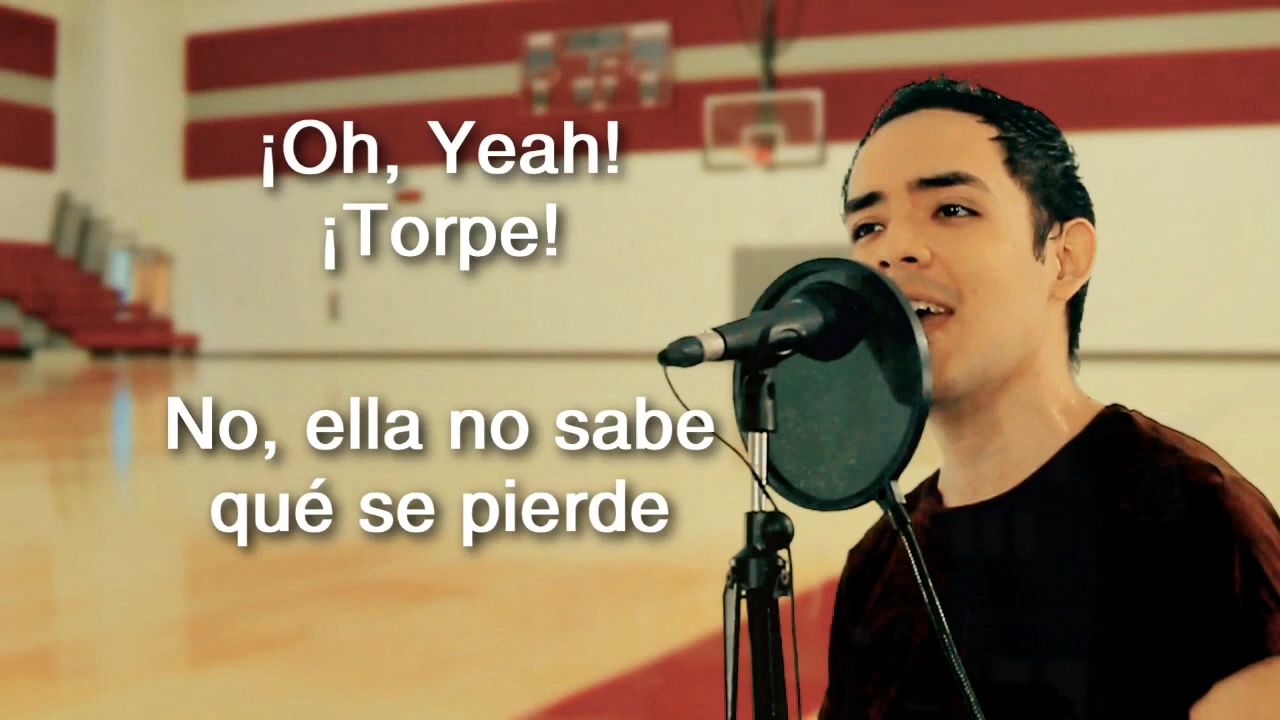 ¡Oh, Yeah!
¡Torpe!
No, ella no sabe
qué se pierde